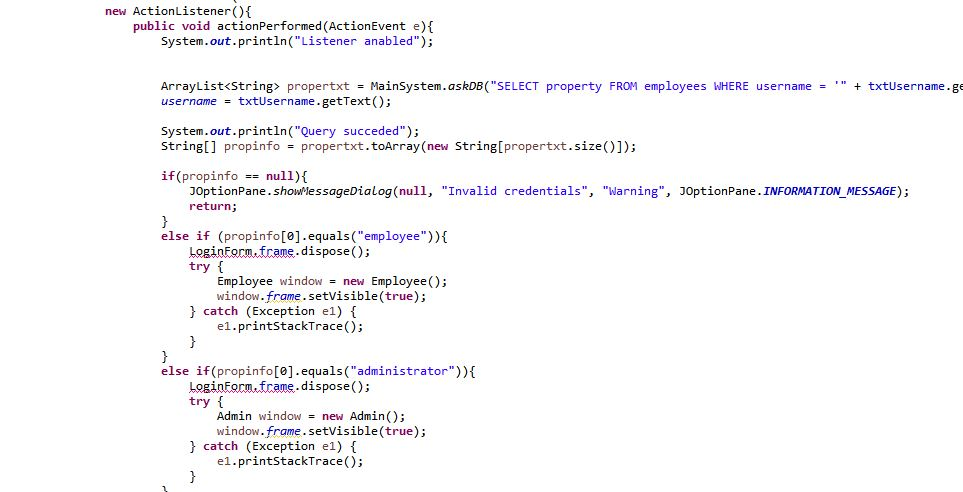 new ActionListener(){
public void actionPerformed(ActionEvent e){
System.out.println("Listener anabled");
ArrayList<String> propertxt = MainSystem.askDB("SELECT property FROM employees WHERE username = '" + txtUsername.ge
username = txtUsername.getText();
System.out.println("Query succeded");
String[] propinfo = propertxt.toArray(new String[propertxt.size()]);
if(propinfo == null){
JOptionPane.showMessageDialog(null, "Invalid credentials", "Warning", JOptionPane.INFORMATION_MESSAGE);
return;
}
else if (propinfo[0].equals("employee")){
LoginForm.frame.dispose();
try {
Employee window = new Employee();
window.frame.setVisible(true);
} catch (Exception e1) {
e1.printStackTrace();
}
}
else if(propinfo[0].equals("administrator")){
LoginForm.frame.dispose();
try {
Admin window = new Admin();
window.frame.setVisible(true);
} catch (Exception e1) {
e1.printStackTrace();
}
}